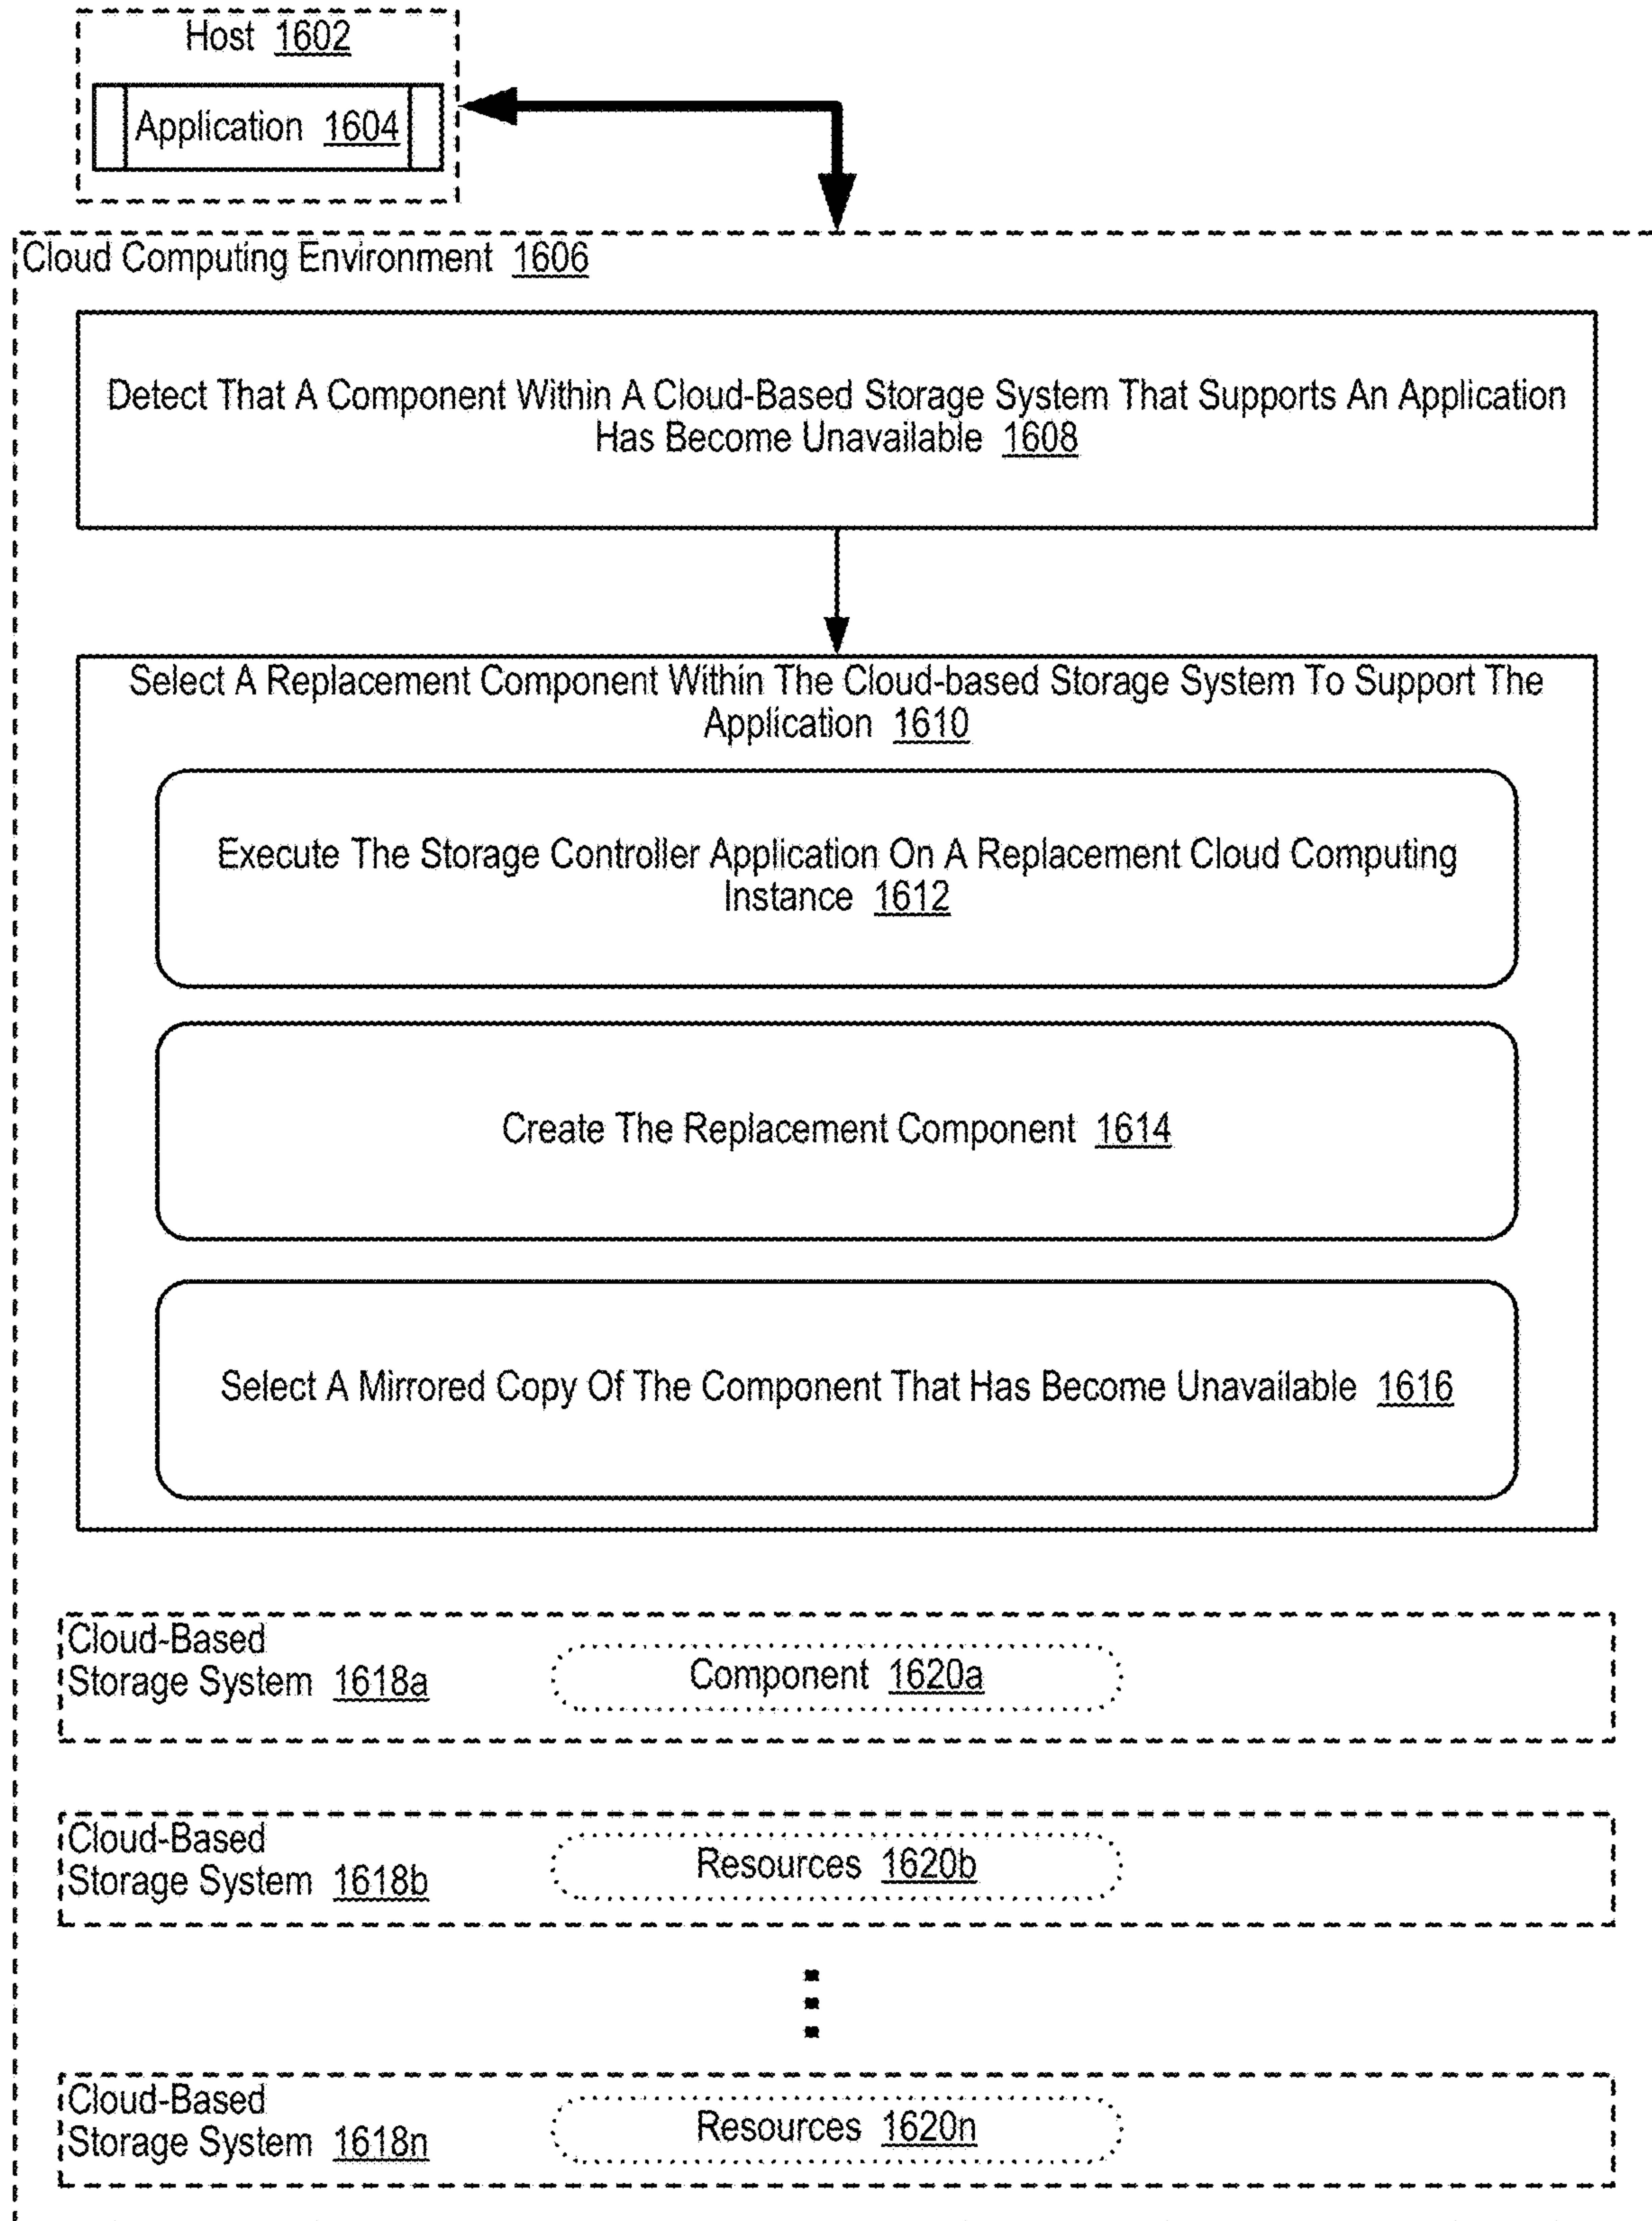 Host 1602
Application 1604
Cloud Computing Environment 1606
Detect That A Component Within A Cloud-Based Storage System That Supports An Application
Has Become Unavailable 1608
Select A Replacement Component Within The Cloud-based Storage System To Support The
Application 1610
Execute The Storage Controller Application On A Replacement Cloud Computing
Instance 1612
Create The Replacement Component 1614
Select A Mirrored Copy Of The Component That Has Become Unavailable 1616
Cloud-Based
Storage System 1618a
Component 1620a
Cloud-Based
Storage System 1618b
Resources 1620b
Cloud-Based
Storage System 1618n
Resources 1620n